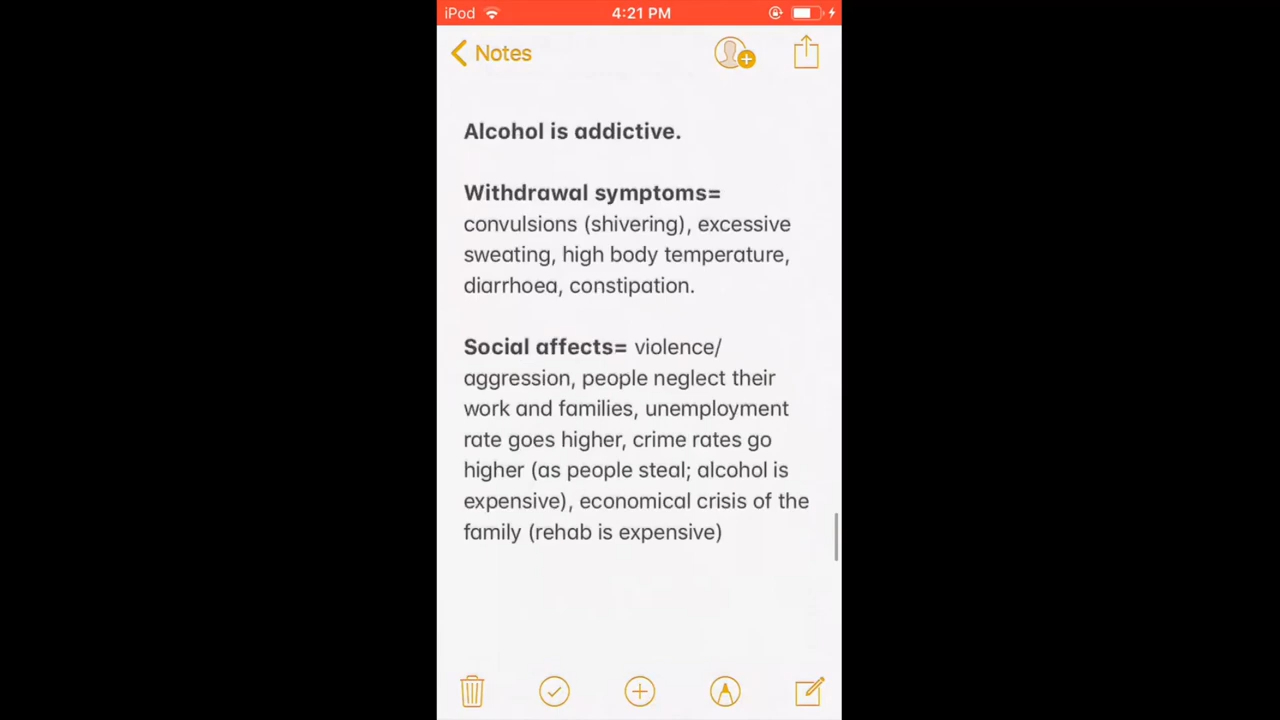 iPod 4:21 PM
Notes
Alcohol is addictive.
Withdrawal symptoms=
convulsions (shivering), excessive
sweating, high body temperature,
diarrhoea, constipation.
Social affects= violence/
aggression, people neglect their
work and families, unemployment
rate goes higher, crime rates go
higher (as people steal; alcohol is
expensive), economical crisis of the
family (rehab is expensive)